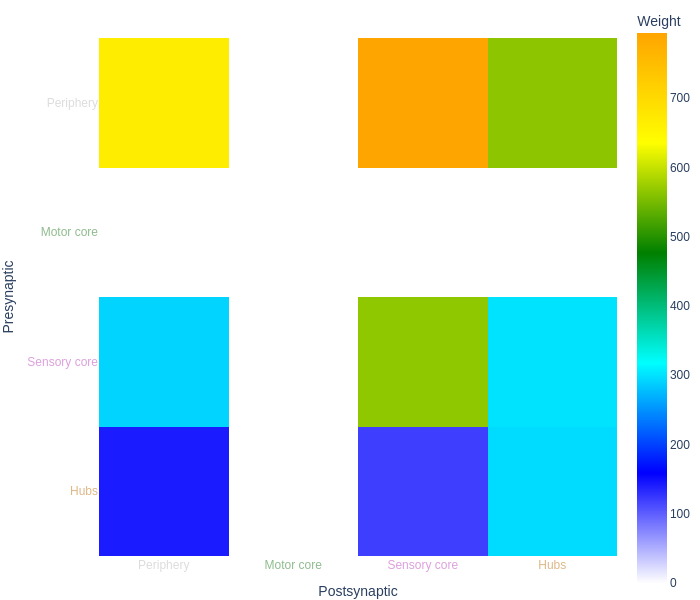 Weight
Periphery
Motor core
Sensory core
Hubs
Presynaptic
Periphery
Motor core
Sensory core
Hubs
Postsynaptic
700
600
500
400
300
200
100
0